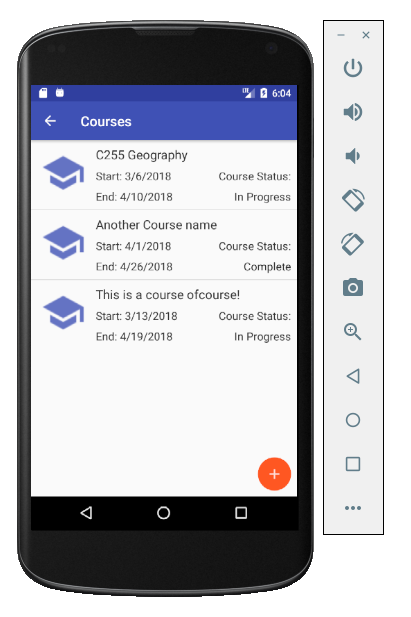 6:04
Courses
C255 Geography
Start: 3/6/2018 Course Status:
End: 4/10/2018 In Progress
Another Course name
Start: 4/1/2018 Course Status:
End: 4/26/2018 Complete
This is a course ofcourse!
Start: 3/13/2018 Course Status:
End: 4/19/2018 In Progress